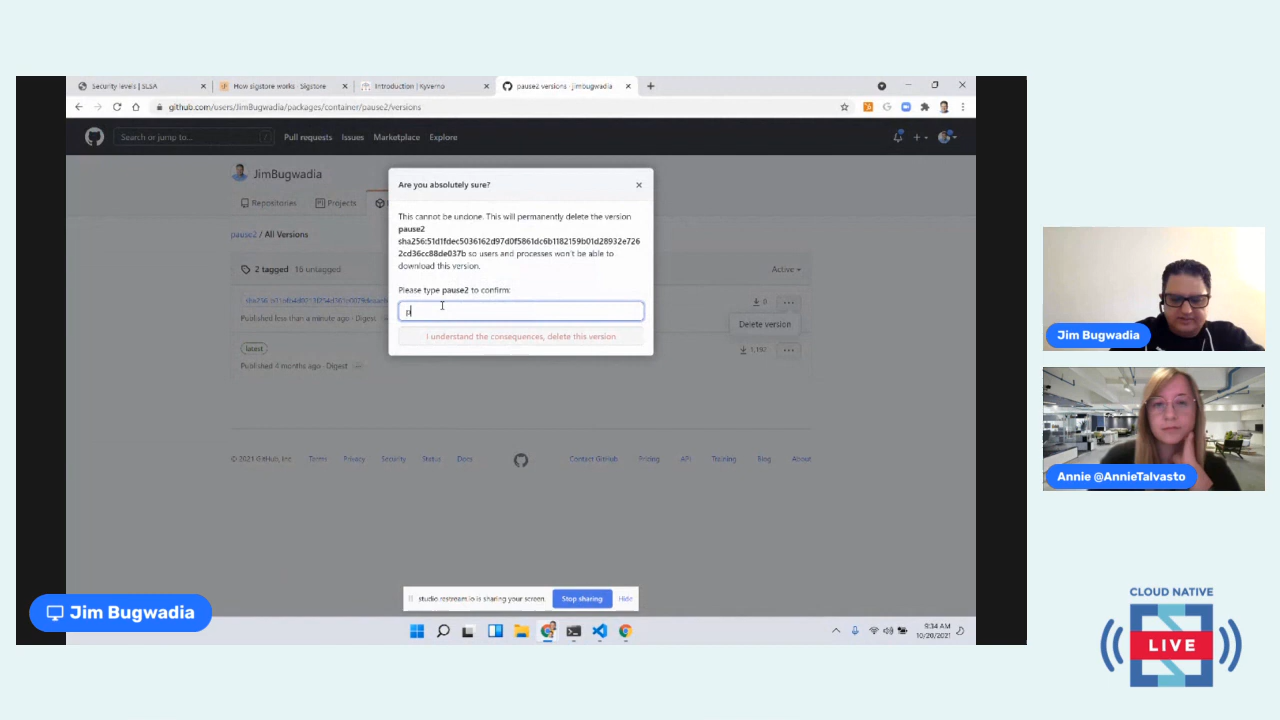 Security levels | SLSA
How sigstore works - Sigstore
Introduction | Kyverno
pause2 versions · jimbugwadia
github.com/users/JimBugwadia/packages/container/pause2/versions
Search or jump to...
Pull requests
Issues
Marketplace
Explore
JimBugwadia
Repositories
Projects
pause2 / All Versions
2 tagged
16 untagged
Active
Published less than a minute ago · Digest
latest
Published 4 months ago · Digest
0
Delete version
1,192
Are you absolutely sure?
This cannot be undone. This will permanently delete the version
pause2
sha256:51d1fdec5036162d97d0f5861dc6b1182159b01d28932e726
2cd36cc88de037b so users and processes won't be able to
download this version.
Please type pause2 to confirm:
p
I understand the consequences, delete this version
© 2021 GitHub, Inc.
Terms
Privacy
Security
Status
Docs
Contact GitHub
Pricing
API
Training
Blog
About
studio.restream.io is sharing your screen.
Stop sharing
Hide
9:34 AM
10/20/2021
Jim Bugwadia
Jim Bugwadia
Annie @AnnieTalvasto
CLOUD NATIVE
LIVE